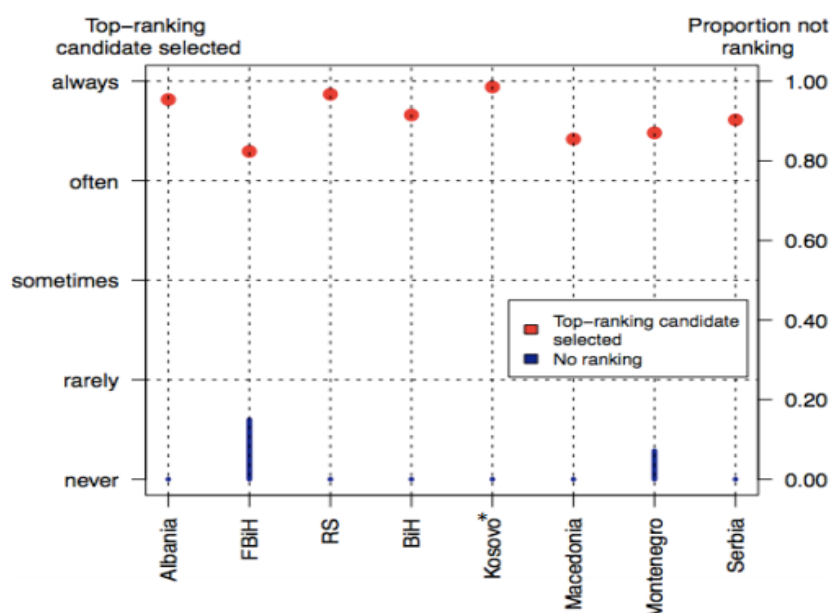 Top-ranking
candidate selected
Proportion not
ranking
always
often
sometimes
rarely
never
1.00
0.80
0.60
0.40
0.20
0.00
Top-ranking candidate
selected
No ranking
Albania
FBiH
RS
BiH
Kosovo*
Macedonia
Montenegro
Serbia